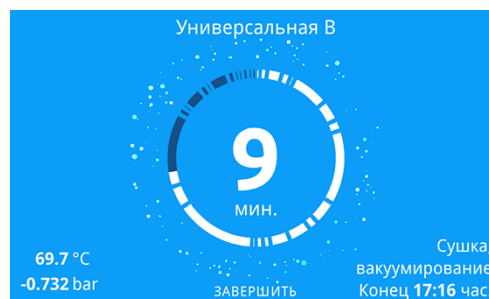 Универсальная B
9
мин.
69.7 °C
-0.732 bar
Сушка
вакуумирование
ЗАВЕРШИТЬ
Конец 17:16 час